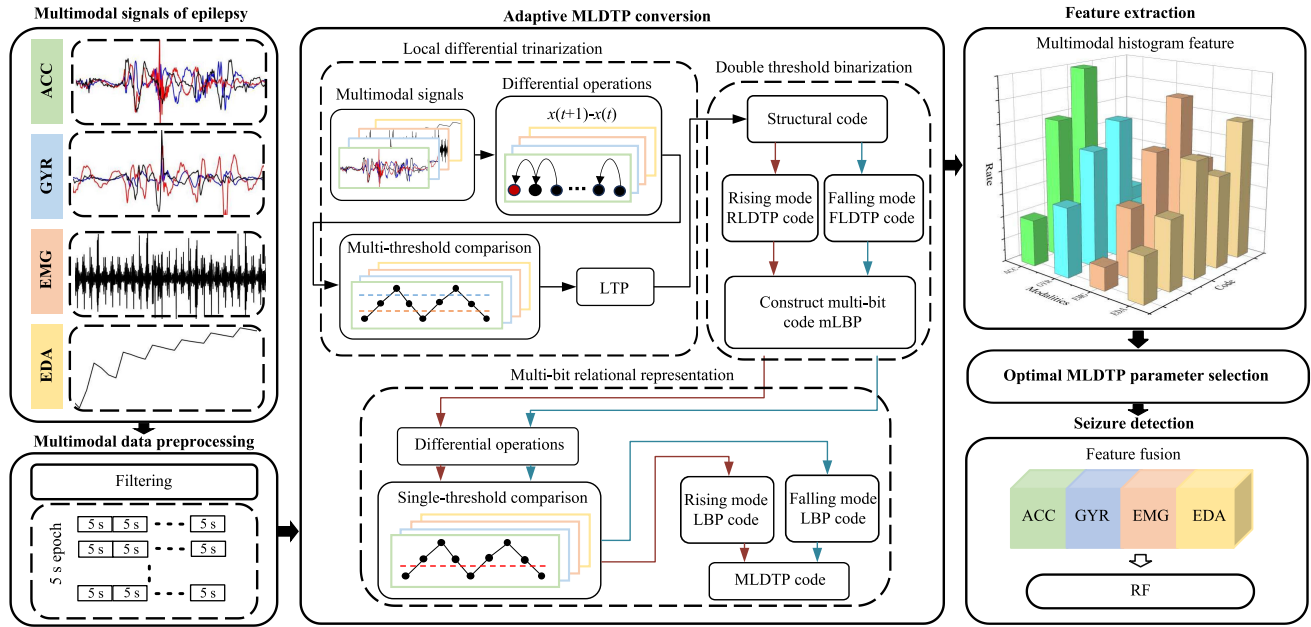 Multimodal signals of epilepsy
ACC
GYR
EMG
EDA
Multimodal data preprocessing
Filtering
5 s epoch
5 s 5 s 5 s
5 s 5 s 5 s
5 s 5 s 5 s
Adaptive MLDTP conversion
Local differential trinarization
Multimodal signals
Differential operations
x(t+1)-x(t)
Multi-threshold comparison
LTP
Double threshold binarization
Structural code
Rising mode
RLDTP code
Falling mode
FLDTP code
Construct multi-bit
code mLBP
Multi-bit relational representation
Differential operations
Single-threshold comparison
Rising mode
LBP code
Falling mode
LBP code
MLDTP code
Feature extraction
Multimodal histogram feature
Rate
ACC
GYR
EMG
EDA
Modalities
Code
Optimal MLDTP parameter selection
Seizure detection
Feature fusion
ACC GYR EMG EDA
RF